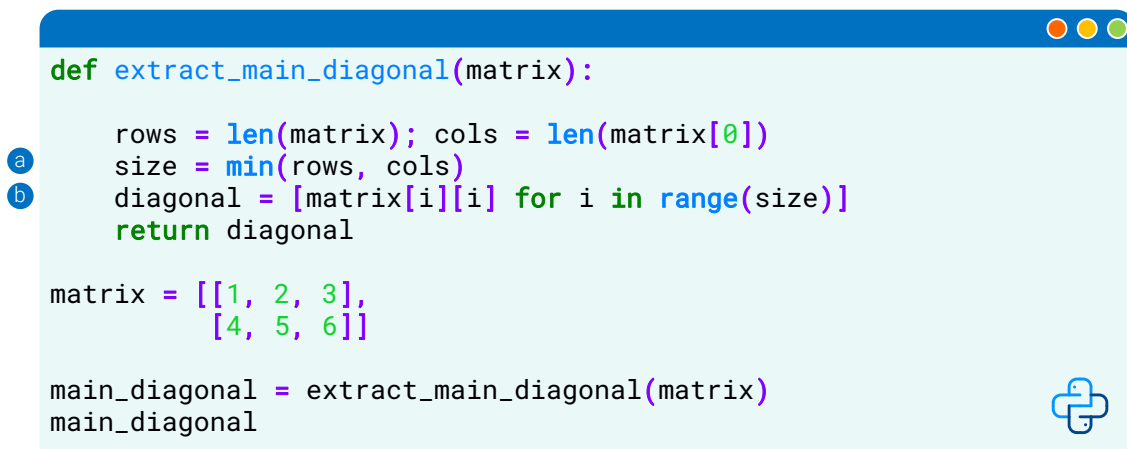 def extract_main_diagonal(matrix):
rows = len(matrix); cols = len(matrix[0])
a size = min(rows, cols)
b diagonal = [matrix[i][i] for i in range(size)]
return diagonal
matrix = [[1, 2, 3],
[4, 5, 6]]
main_diagonal = extract_main_diagonal(matrix)
main_diagonal